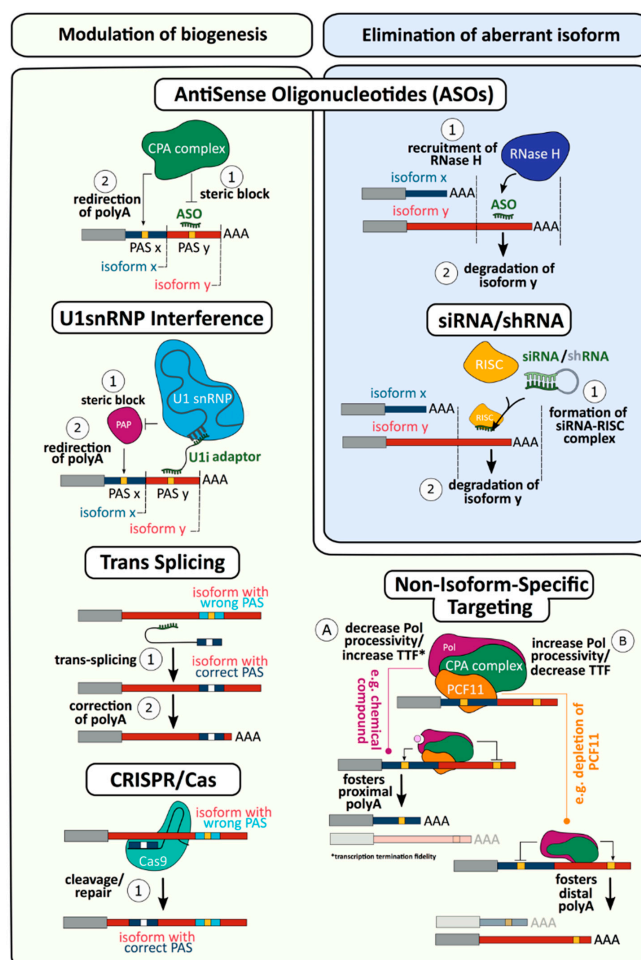 Modulation of biogenesis
Elimination of aberrant isoform
AntiSense Oligonucleotides (ASOs)
CPA complex
2
redirection
of polyA
1
steric block
ASO
PAS x
PAS y
AAA
isoform x
isoform y
1
recruitment of
RNase H
RNase H
isoform x
AAA
isoform y
ASO
AAA
2
degradation of
isoform y
U1snRNP Interference
1
steric block
U1 snRNP
PAP
2
redirection
of polyA
U1i adaptor
PAS x
PAS y
AAA
isoform x
isoform y
siRNA/shRNA
RISC
siRNA/shRNA
isoform x
AAA
isoform y
RISC
AAA
1
formation of
siRNA-RISC
complex
2
degradation of
isoform y
Trans Splicing
isoform with
wrong PAS
trans-splicing
1
isoform with
correct PAS
correction
of polyA
2
AAA
CRISPR/Cas
isoform with
wrong PAS
Cas9
cleavage/
repair
1
isoform with
correct PAS
Non-Isoform-Specific
Targeting
A
decrease Pol
processivity/
increase TTF*
Pol
CPA complex
PCF11
increase Pol
processivity/
decrease TTF
B
e.g. chemical
compound
e.g. depletion of
PCF11
fosters
proximal
polyA
AAA
AAA
*transcription termination fidelity
fosters
distal
polyA
AAA
AAA